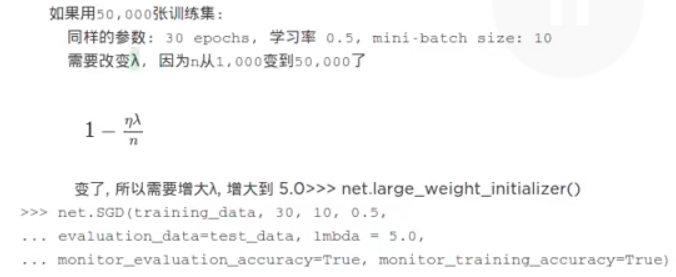 如果用50,000张训练集：
同样的参数: 30 epochs, 学习率 0.5, mini-batch size: 10
需要改变λ, 因为n从1,000变到50,000了
1 − ηλ/n
变了, 所以需要增大λ, 增大到 5.0>>> net.large_weight_initializer()
>>> net.SGD(training_data, 30, 10, 0.5,
... evaluation_data=test_data, lmbda = 5.0,
... monitor_evaluation_accuracy=True, monitor_training_accuracy=True)